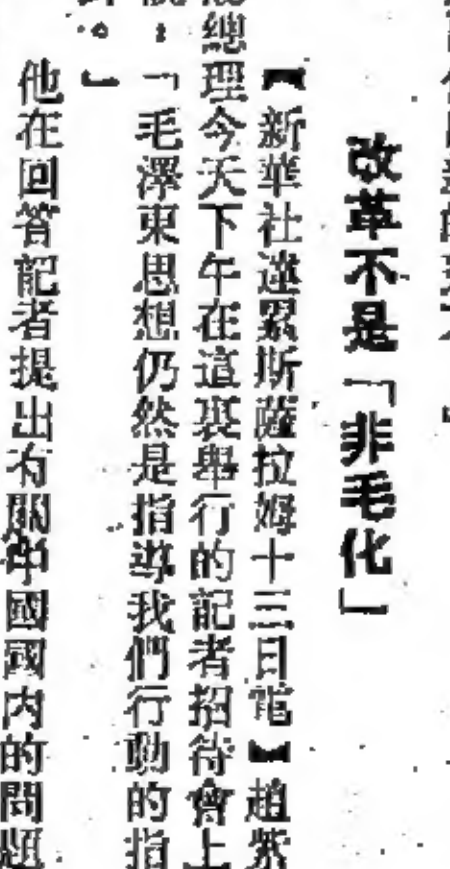 改革不是「非毛化」
【新華社達累斯薩拉姆十三日電】趙紫
總理今天下午在這裏舉行的記者招待會上
：「毛澤東思想仍然是指導我們行動的指
。」
他在回答記者提出有關中國國內的問題